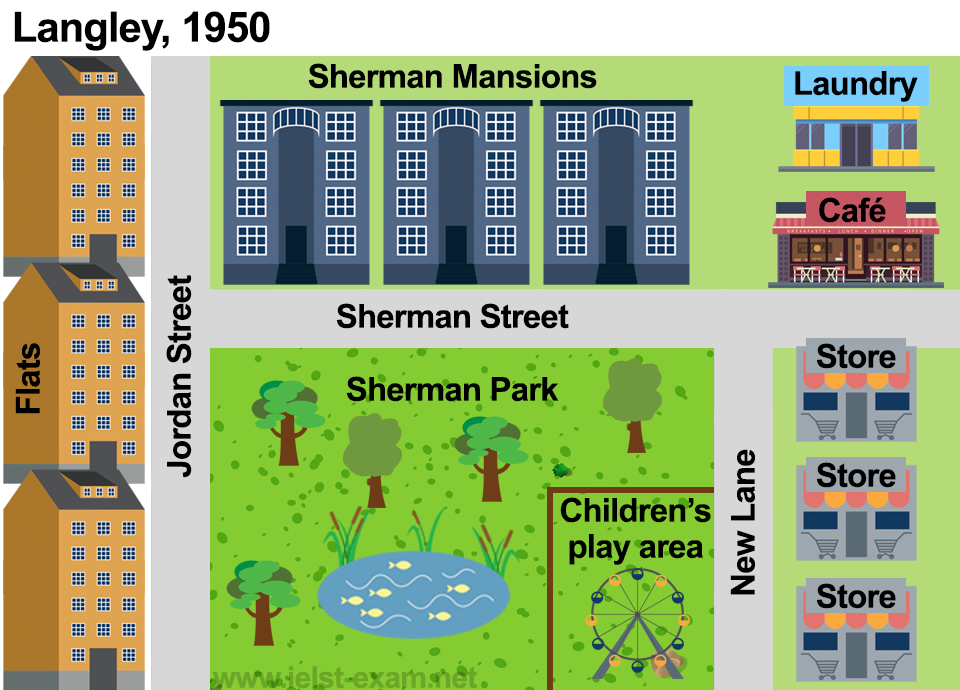 Langley, 1950
Sherman Mansions
Laundry
Café
BREAKFASTS • LUNCH • DINNER • OPEN
Flats
Jordan Street
Sherman Street
Sherman Park
Store
Children's
play area
New Lane
Store
Store
www.ielst-exam.net